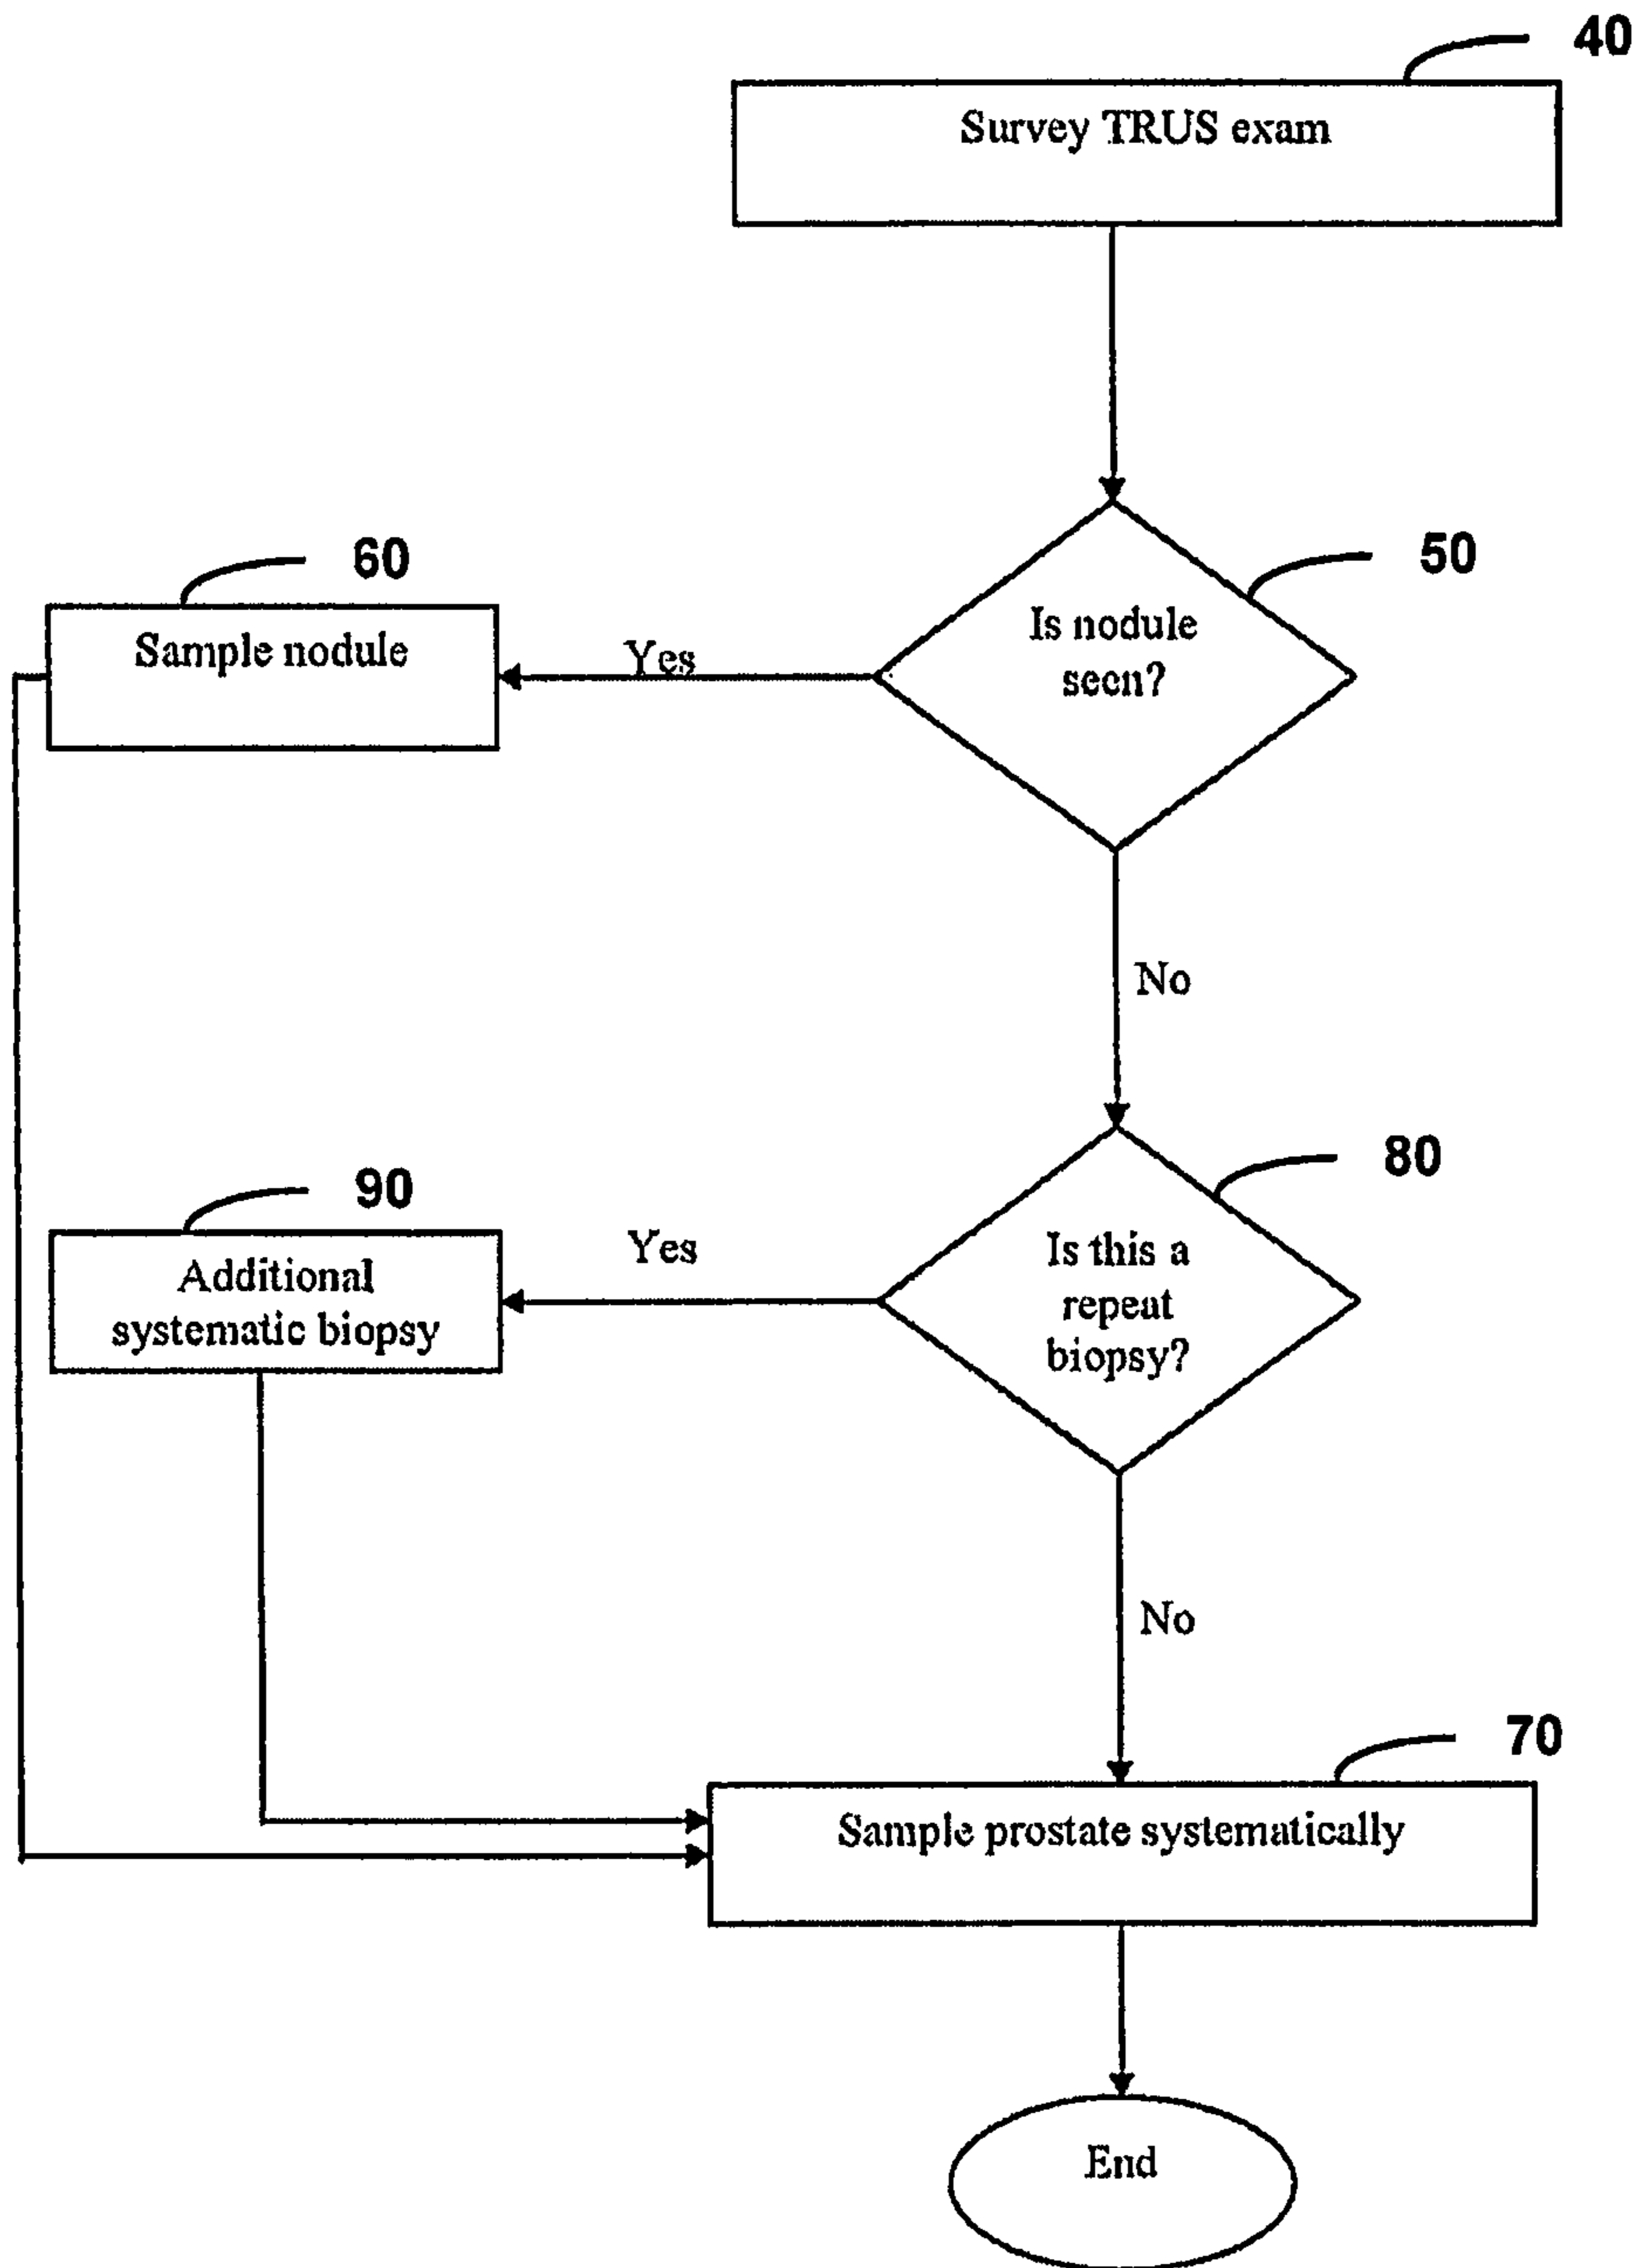 40
Survey TRUS exam
50
Is nodule
seen?
60
Sample nodule
Yes
No
80
Is this a
repeat
biopsy?
90
Additional
systematic biopsy
Yes
No
70
Sample prostate systematically
End